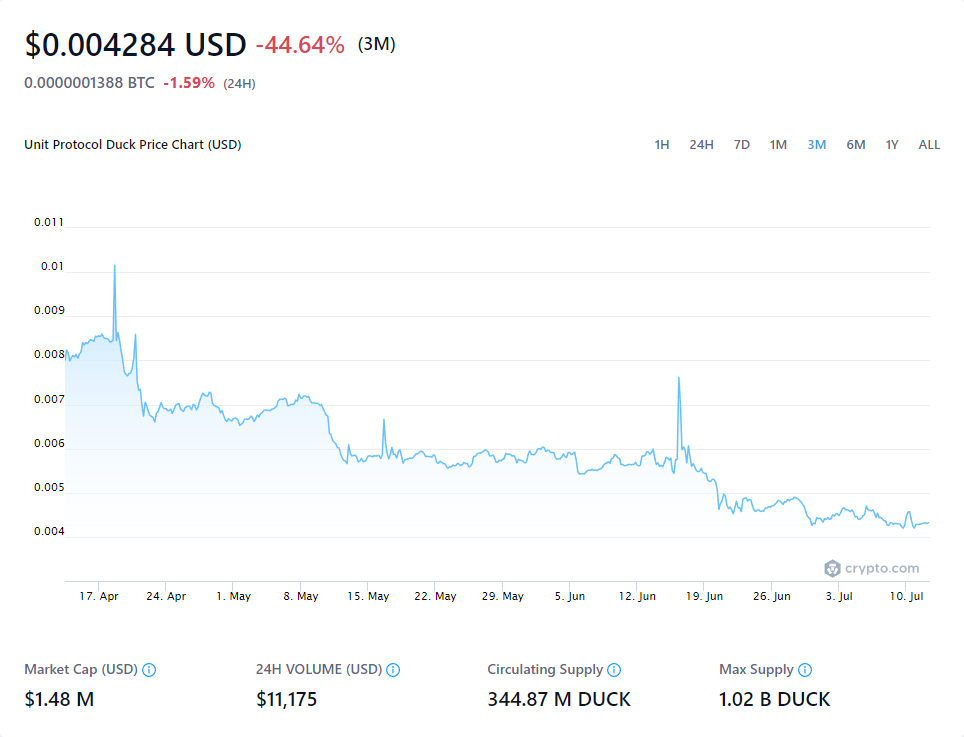 $0.004284 USD -44.64% (3M)
0.0000001388 BTC -1.59% (24H)
Unit Protocol Duck Price Chart (USD) 1H 24H 7D 1M 3M 6M 1Y ALL
0.011
0.01
0.009
0.008
0.007
0.006
0.005
0.004
crypto.com
17. Apr 24. Apr 1. May 8. May 15. May 22. May 29. May 5. Jun 12. Jun 19. Jun 26. Jun 3. Jul 10. Jul
Market Cap (USD) 24H VOLUME (USD) Circulating Supply Max Supply
$1.48 M $11,175 344.87 M DUCK 1.02 B DUCK